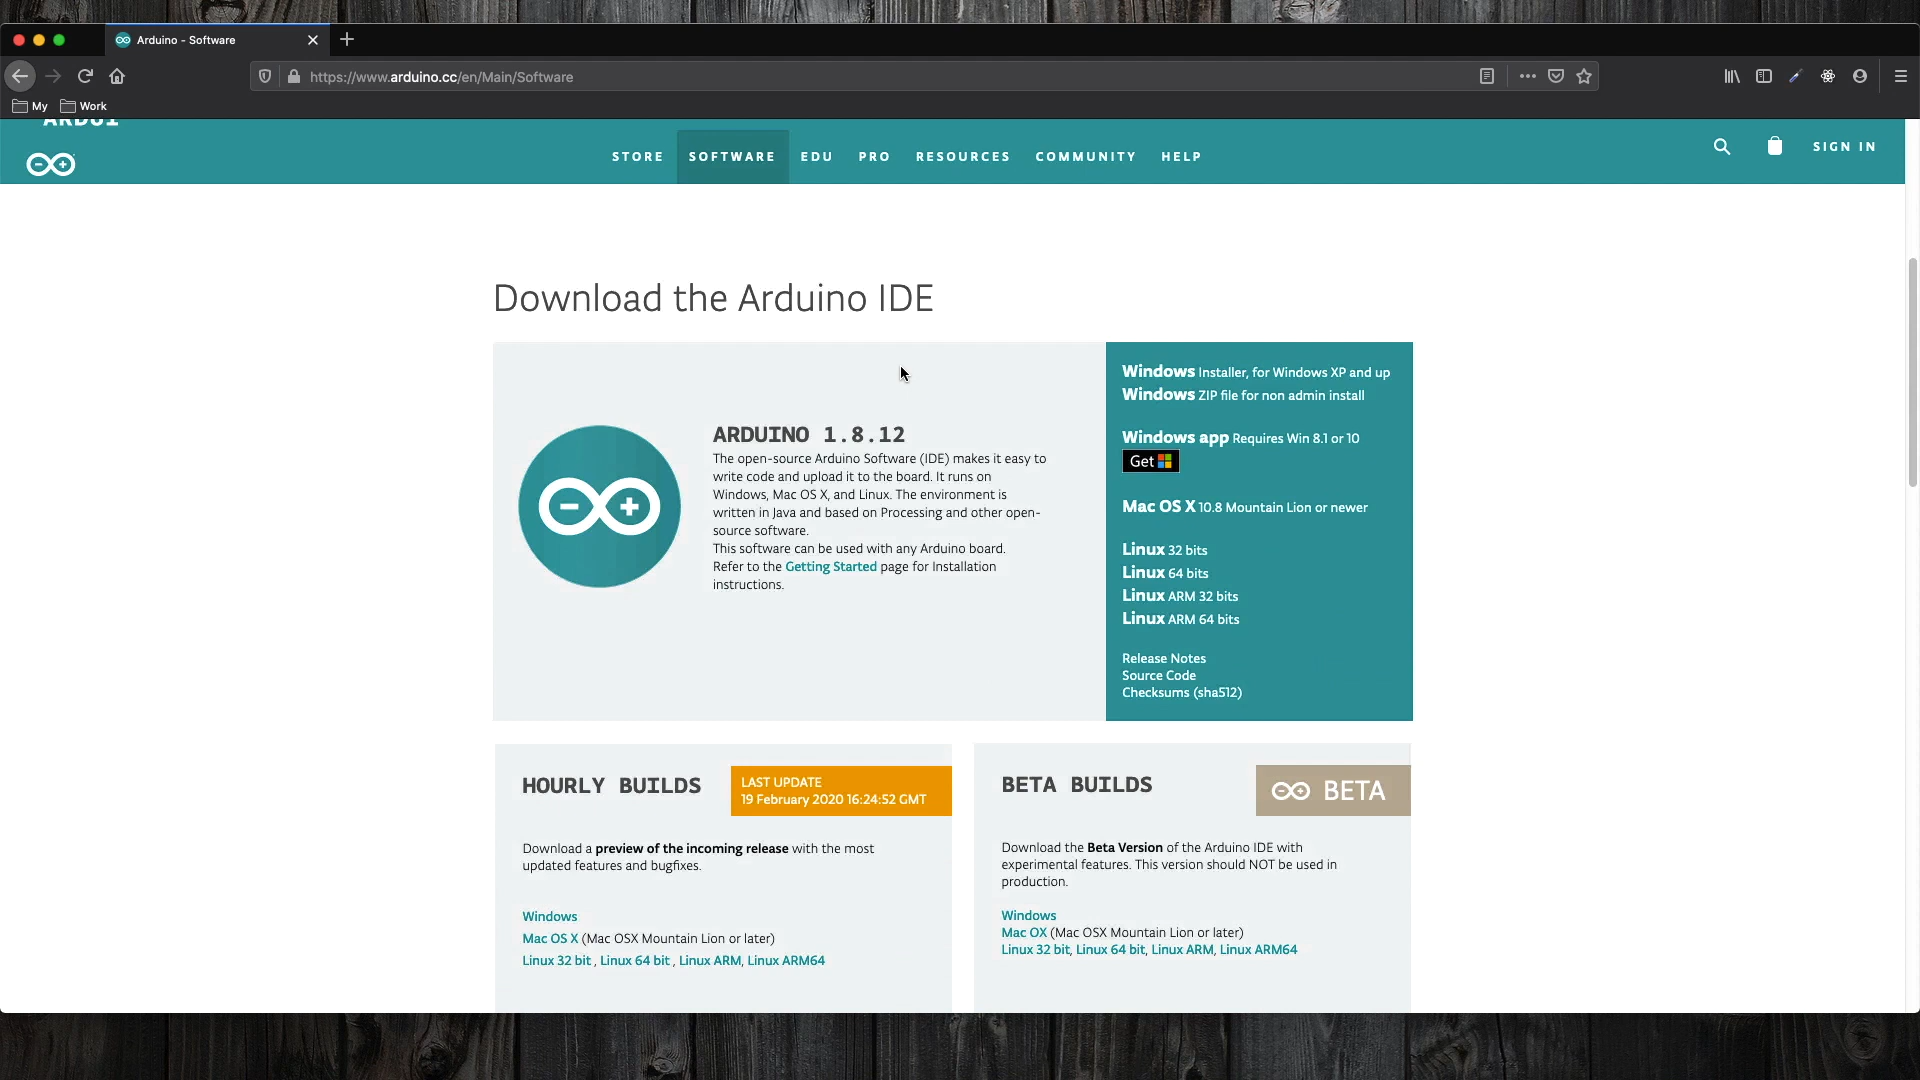 Arduino - Software
https://www.arduino.cc/en/Main/Software
My Work
STORE SOFTWARE EDU PRO RESOURCES COMMUNITY HELP
SIGN IN
Download the Arduino IDE
ARDUINO 1.8.12
The open-source Arduino Software (IDE) makes it easy to
write code and upload it to the board. It runs on
Windows, Mac OS X, and Linux. The environment is
written in Java and based on Processing and other open-
source software.
This software can be used with any Arduino board.
Refer to the Getting Started page for Installation
instructions.
Windows Installer, for Windows XP and up
Windows ZIP file for non admin install
Windows app Requires Win 8.1 or 10
Get
Mac OS X 10.8 Mountain Lion or newer
Linux 32 bits
Linux 64 bits
Linux ARM 32 bits
Linux ARM 64 bits
Release Notes
Source Code
Checksums (sha512)
HOURLY BUILDS
LAST UPDATE
19 February 2020 16:24:52 GMT
Download a preview of the incoming release with the most
updated features and bugfixes.
Windows
Mac OS X (Mac OSX Mountain Lion or later)
Linux 32 bit , Linux 64 bit , Linux ARM, Linux ARM64
BETA BUILDS
BETA
Download the Beta Version of the Arduino IDE with
experimental features. This version should NOT be used in
production.
Windows
Mac OX (Mac OSX Mountain Lion or later)
Linux 32 bit, Linux 64 bit, Linux ARM, Linux ARM64